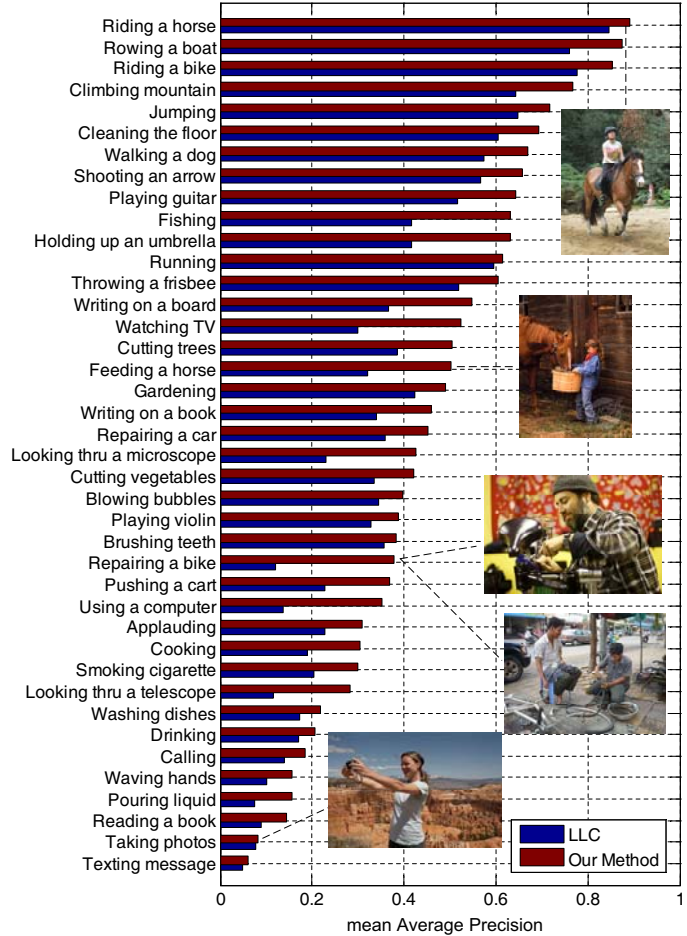 Riding a horse
Rowing a boat
Riding a bike
Climbing mountain
Jumping
Cleaning the floor
Walking a dog
Shooting an arrow
Playing guitar
Fishing
Holding up an umbrella
Running
Throwing a frisbee
Writing on a board
Watching TV
Cutting trees
Feeding a horse
Gardening
Writing on a book
Repairing a car
Looking thru a microscope
Cutting vegetables
Blowing bubbles
Playing violin
Brushing teeth
Repairing a bike
Pushing a cart
Using a computer
Applauding
Cooking
Smoking cigarette
Looking thru a telescope
Washing dishes
Drinking
Calling
Waving hands
Pouring liquid
Reading a book
Taking photos
Texting message
LLC
Our Method
0 0.2 0.4 0.6 0.8 1
mean Average Precision